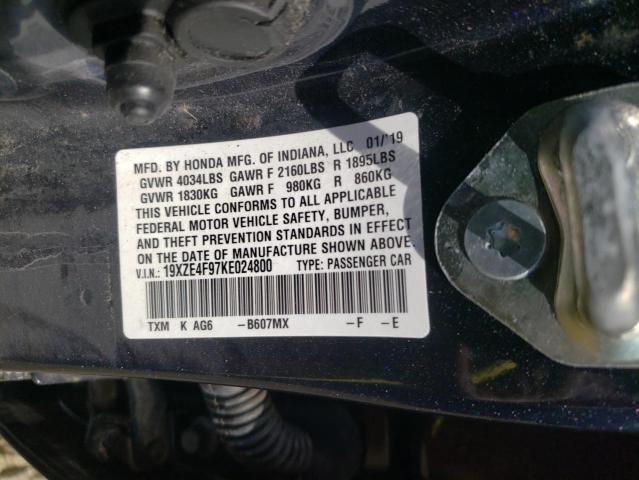 MFD. BY HONDA MFG. OF INDIANA, LLC 01/'19
GVWR 4034LBS GAWR F 2160LBS R 1895LBS
GVWR 1830KG GAWR F 980KG R 860KG
THIS VEHICLE CONFORMS TO ALL APPLICABLE
FEDERAL MOTOR VEHICLE SAFETY, BUMPER,
AND THEFT PREVENTION STANDARDS IN EFFECT
ON THE DATE OF MANUFACTURE SHOWN ABOVE.
V.I.N.: 19XZE4F97KE024800 TYPE: PASSENGER CAR
TXM K AG6 -B607MX -F -E